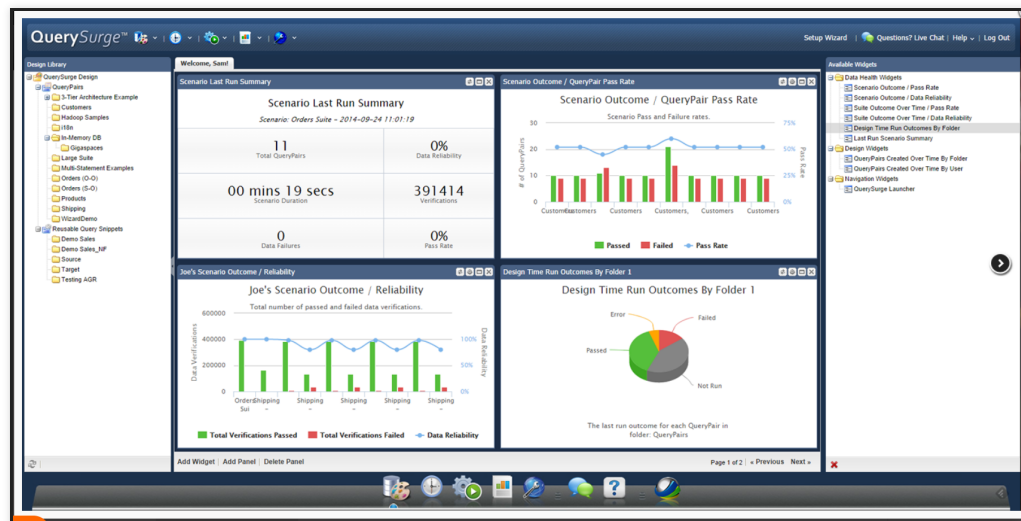 QuerySurge™
Setup Wizard | Questions? Live Chat | Help | Log Out
Design Library
QuerySurge Design
QueryPairs
3-Tier Architecture Example
Customers
Hadoop Samples
i18n
In-Memory DB
Gigaspaces
Large Suite
Multi-Statement Examples
Orders (O-O)
Orders (S-O)
Products
Shipping
WizardDemo
Reusable Query Snippets
Demo Sales
Demo Sales_NF
Source
Target
Testing AGR
Welcome, Sam!
Scenario Last Run Summary
Scenario Last Run Summary
Scenario: Orders Suite - 2014-09-24 11:01:19
11
Total QueryPairs
0%
Data Reliability
00 mins 19 secs
Scenario Duration
391414
Verifications
0
Data Failures
0%
Pass Rate
Scenario Outcome / QueryPair Pass Rate
Scenario Outcome / QueryPair Pass Rate
Scenario Pass and Failure rates.
# of QueryPairs
30
20
10
0
75%
50%
25%
0%
Pass Rate
Customers Customers Customers Customers, Customers Customers
Passed Failed Pass Rate
Joe's Scenario Outcome / Reliability
Joe's Scenario Outcome / Reliability
Total number of passed and failed data verifications.
Data Verifications
600000
400000
200000
0
100%
50%
0%
Data Reliability
Orders Shipping Shipping Shipping Shipping Shipping
Sui - - - - -
Total Verifications Passed Total Verifications Failed Data Reliability
Design Time Run Outcomes By Folder 1
Design Time Run Outcomes By Folder 1
Error
Failed
Passed
Not Run
The last run outcome for each QueryPair in
folder: QueryPairs
Add Widget | Add Panel | Delete Panel
Page 1 of 2 | « Previous Next »
Available Widgets
Data Health Widgets
Scenario Outcome / Pass Rate
Scenario Outcome / Data Reliability
Suite Outcome Over Time / Pass Rate
Suite Outcome Over Time / Data Reliability
Design Time Run Outcomes By Folder
Last Run Scenario Summary
Design Widgets
QueryPairs Created Over Time By Folder
QueryPairs Created Over Time By User
Navigation Widgets
QuerySurge Launcher